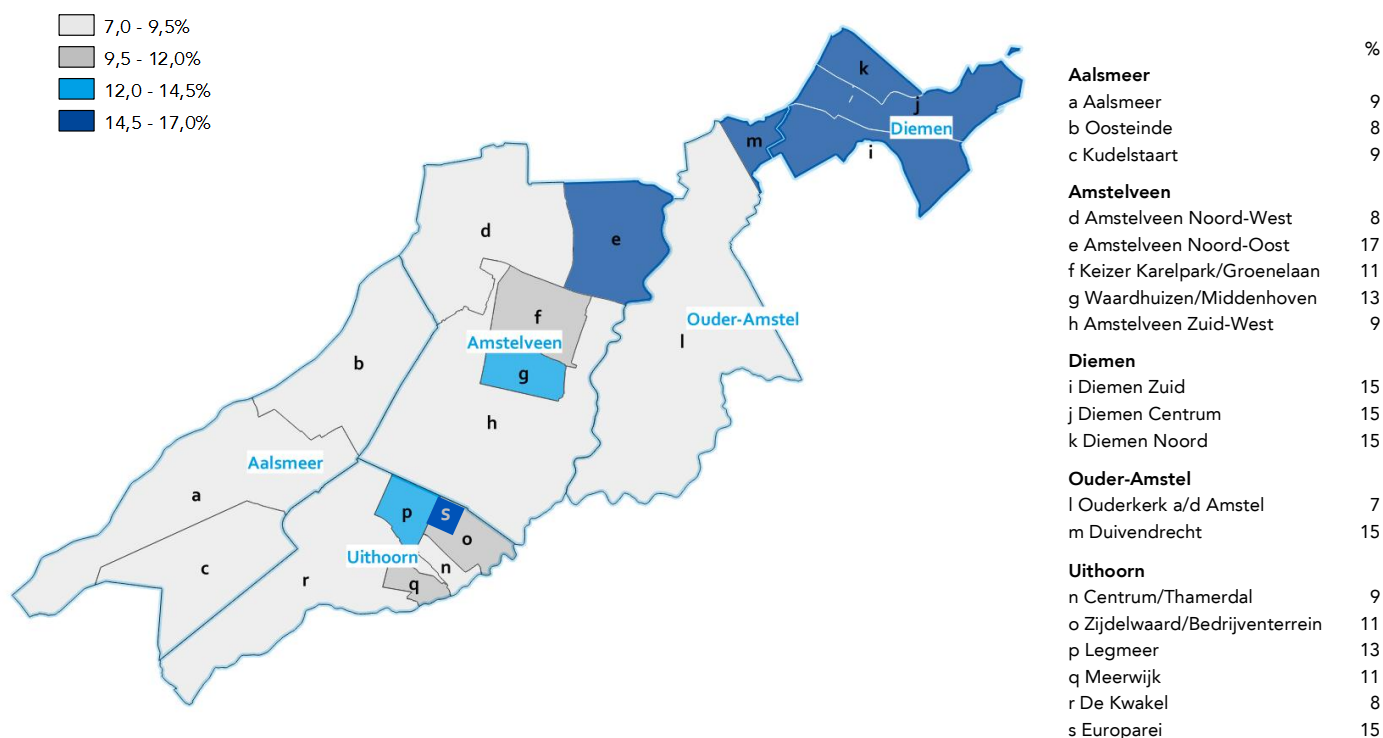 7,0 - 9,5%
9,5 - 12,0%
12,0 - 14,5%
14,5 - 17,0%
k
j
Diemen
m
i
d
e
f
Amstelveen
g
Ouder-Amstel
l
b
h
Aalsmeer
a
p
s
o
Uithoorn
n
c
r
q
%
Aalsmeer
a Aalsmeer 9
b Oosteinde 8
c Kudelstaart 9
Amstelveen
d Amstelveen Noord-West 8
e Amstelveen Noord-Oost 17
f Keizer Karelpark/Groenelaan 11
g Waardhuizen/Middenhoven 13
h Amstelveen Zuid-West 9
Diemen
i Diemen Zuid 15
j Diemen Centrum 15
k Diemen Noord 15
Ouder-Amstel
l Ouderkerk a/d Amstel 7
m Duivendrecht 15
Uithoorn
n Centrum/Thamerdal 9
o Zijdelwaard/Bedrijventerrein 11
p Legmeer 13
q Meerwijk 11
r De Kwakel 8
s Europarei 15